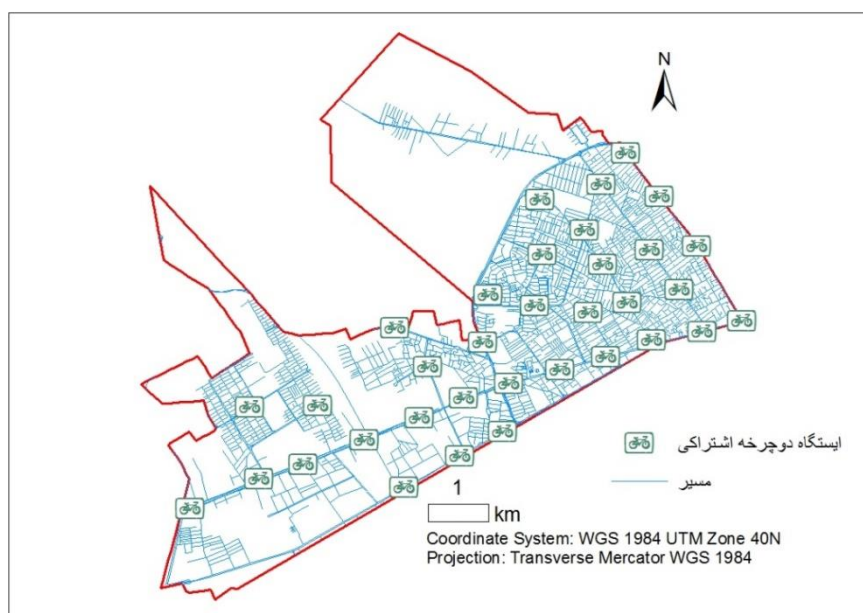 N
ایستگاه دوچرخه اشتراکی
مسیر
1
km
Coordinate System: WGS 1984 UTM Zone 40N
Projection: Transverse Mercator WGS 1984